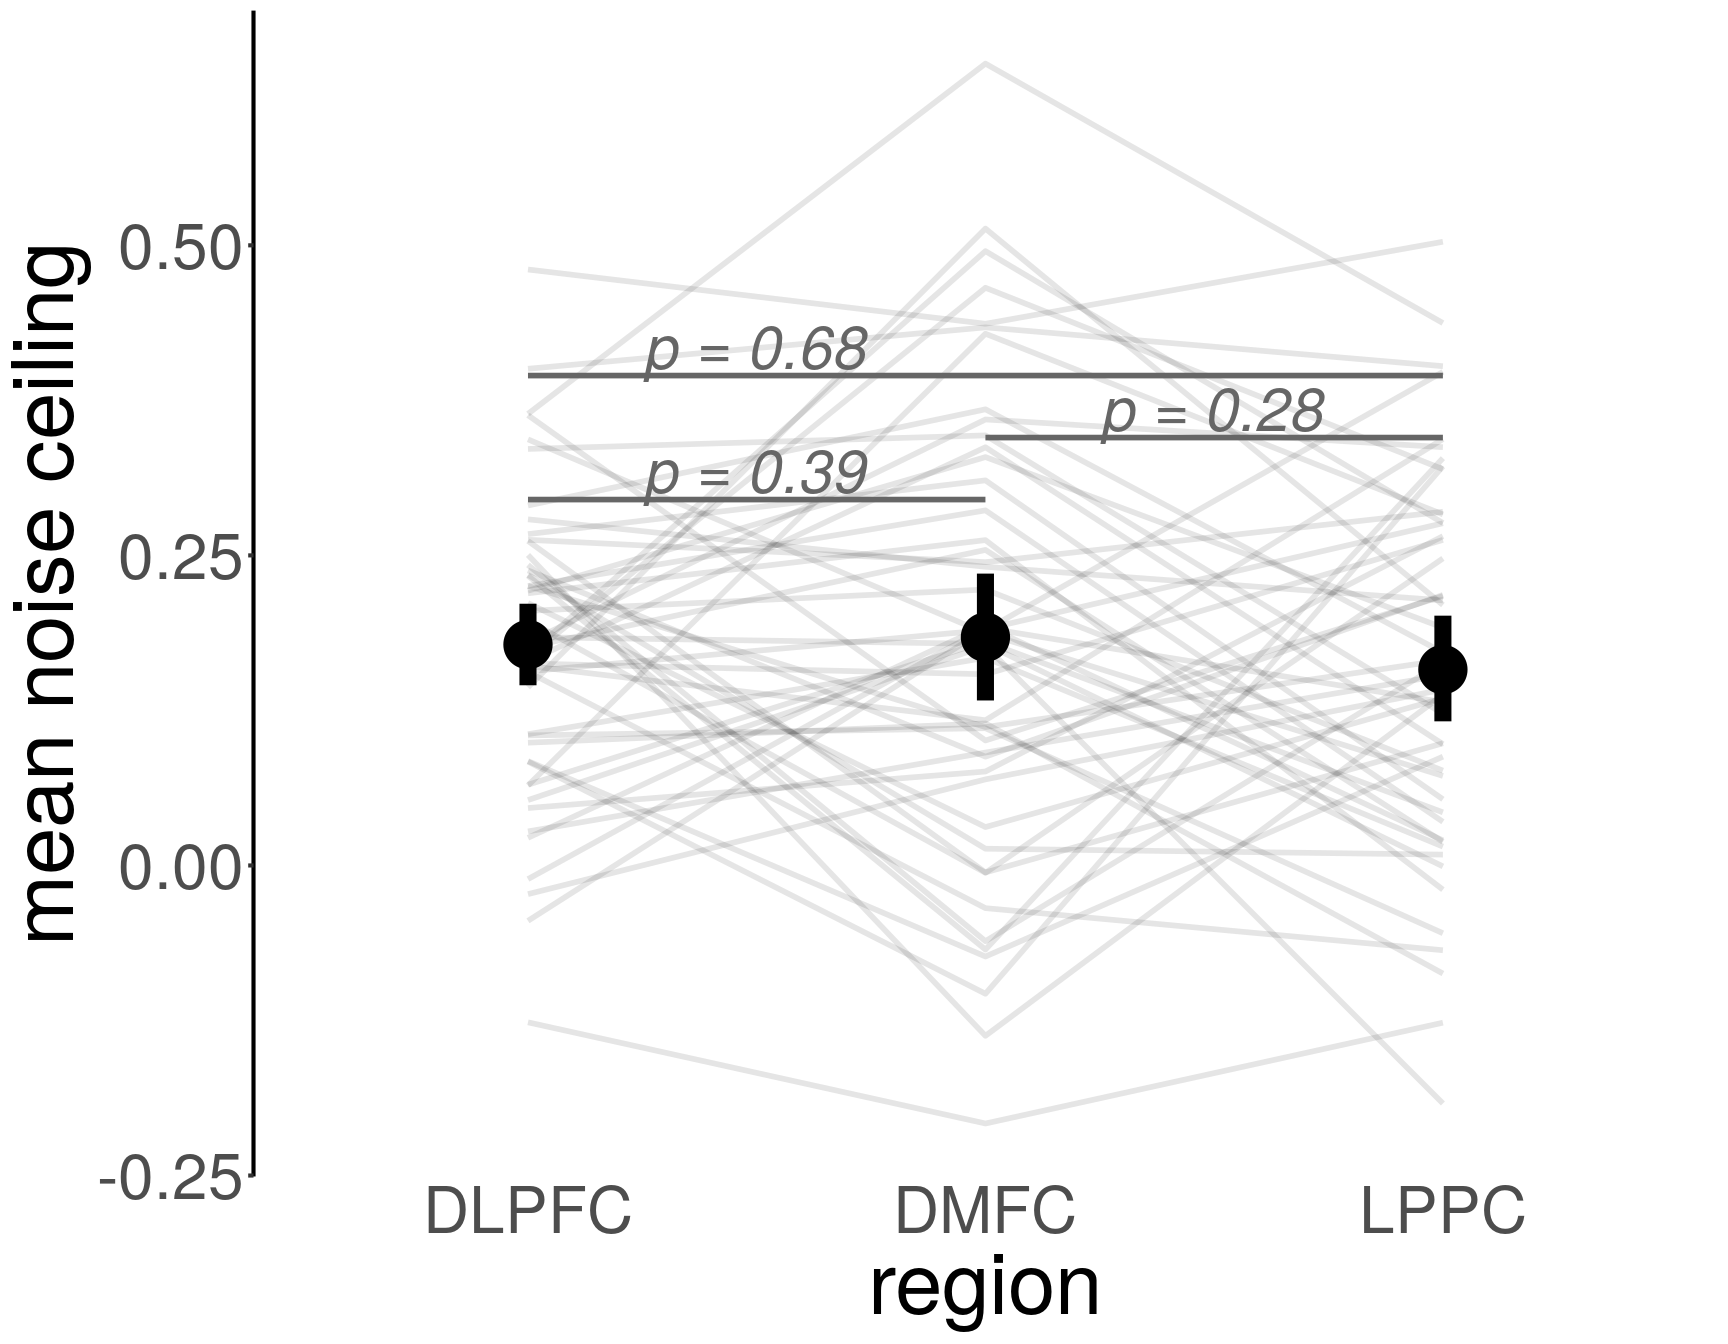 mean noise ceiling
0.50
0.25
0.00
-0.25
p = 0.68
p = 0.28
p = 0.39
DLPFC
DMFC
LPPC
region